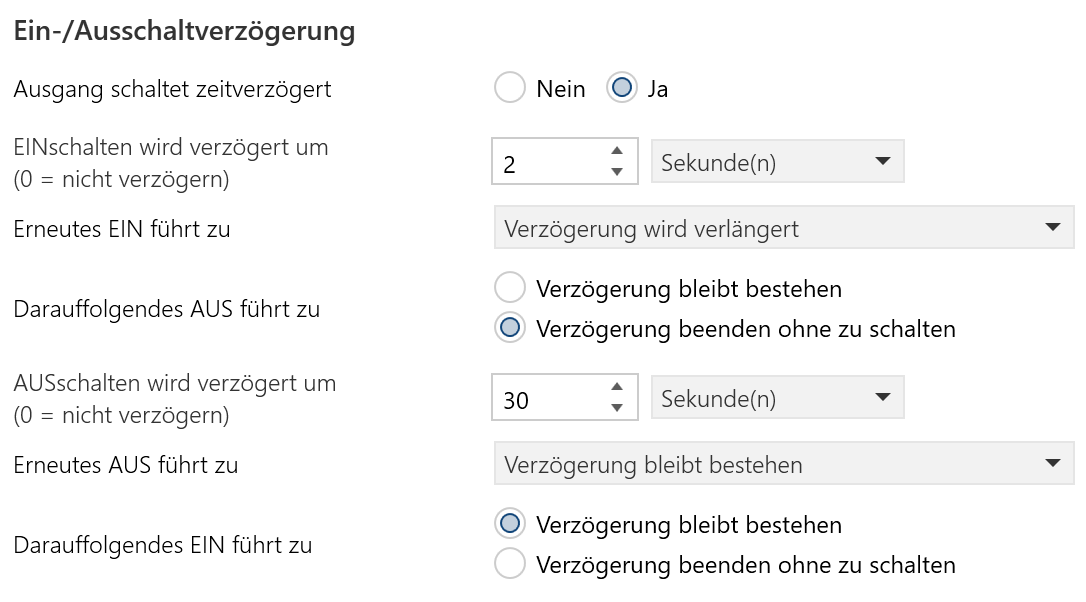 Ein-/Ausschaltverzögerung
Ausgang schaltet zeitverzögert
Nein Ja
EINschalten wird verzögert um
(0 = nicht verzögern)
2 Sekunde(n)
Erneutes EIN führt zu
Verzögerung wird verlängert
Darauffolgendes AUS führt zu
Verzögerung bleibt bestehen
Verzögerung beenden ohne zu schalten
AUSschalten wird verzögert um
(0 = nicht verzögern)
30 Sekunde(n)
Erneutes AUS führt zu
Verzögerung bleibt bestehen
Darauffolgendes EIN führt zu
Verzögerung bleibt bestehen
Verzögerung beenden ohne zu schalten